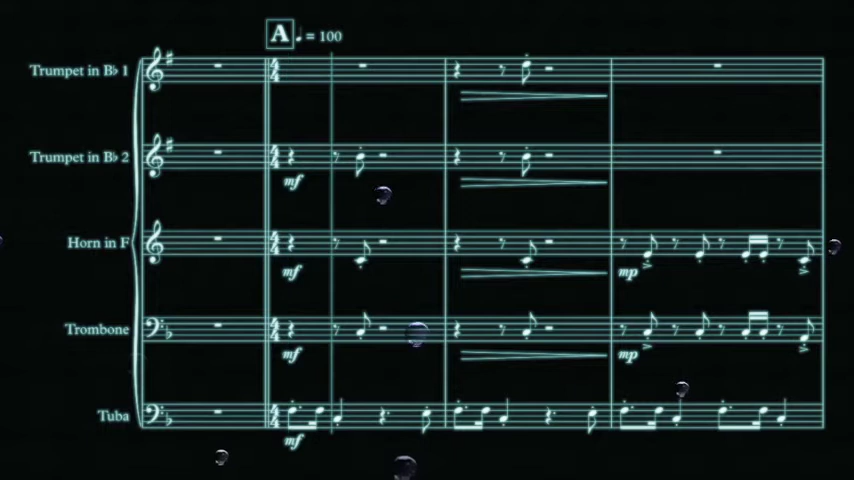 A ♩ = 100
Trumpet in B♭ 1
Trumpet in B♭ 2
mf
Horn in F
mf
mp
Trombone
mf
mp
Tuba
mf